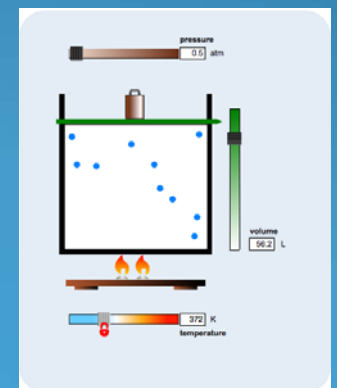 pressure
0.5 atm
volume
56.2 L
372 K
temperature